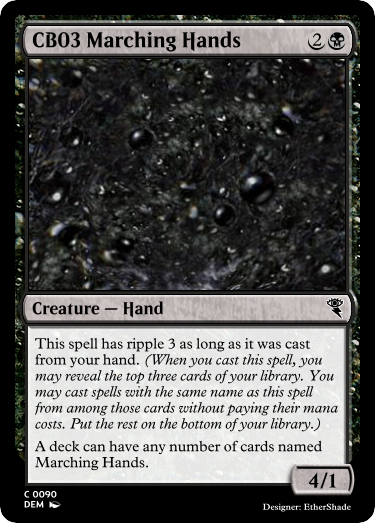 CB03 Marching Hands 2
Creature — Hand
This spell has ripple 3 as long as it was cast
from your hand. (When you cast this spell, you
may reveal the top three cards of your library. You
may cast spells with the same name as this spell
from among those cards without paying their mana
costs. Put the rest on the bottom of your library.)
A deck can have any number of cards named
Marching Hands.
4/1
C 0090
DEM
Designer: EtherShade